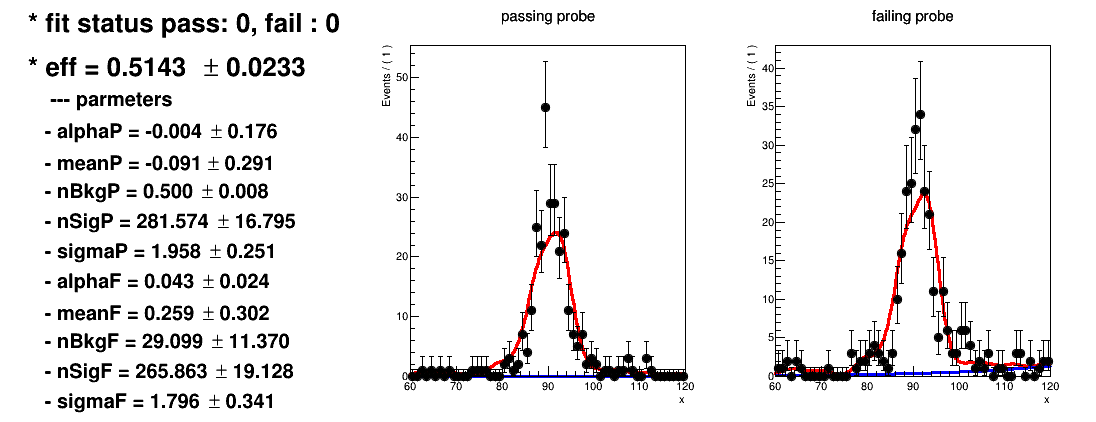 * fit status pass: 0, fail : 0
* eff = 0.5143 ± 0.0233
--- parmeters
- alphaP = -0.004 ± 0.176
- meanP = -0.091 ± 0.291
- nBkgP = 0.500 ± 0.008
- nSigP = 281.574 ± 16.795
- sigmaP = 1.958 ± 0.251
- alphaF = 0.043 ± 0.024
- meanF = 0.259 ± 0.302
- nBkgF = 29.099 ± 11.370
- nSigF = 265.863 ± 19.128
- sigmaF = 1.796 ± 0.341
passing probe
Events / ( 1 )
50
40
30
20
10
0
60 70 80 90 100 110 120
x
failing probe
Events / ( 1 )
40
35
30
25
20
15
10
5
0
60 70 80 90 100 110 120
x